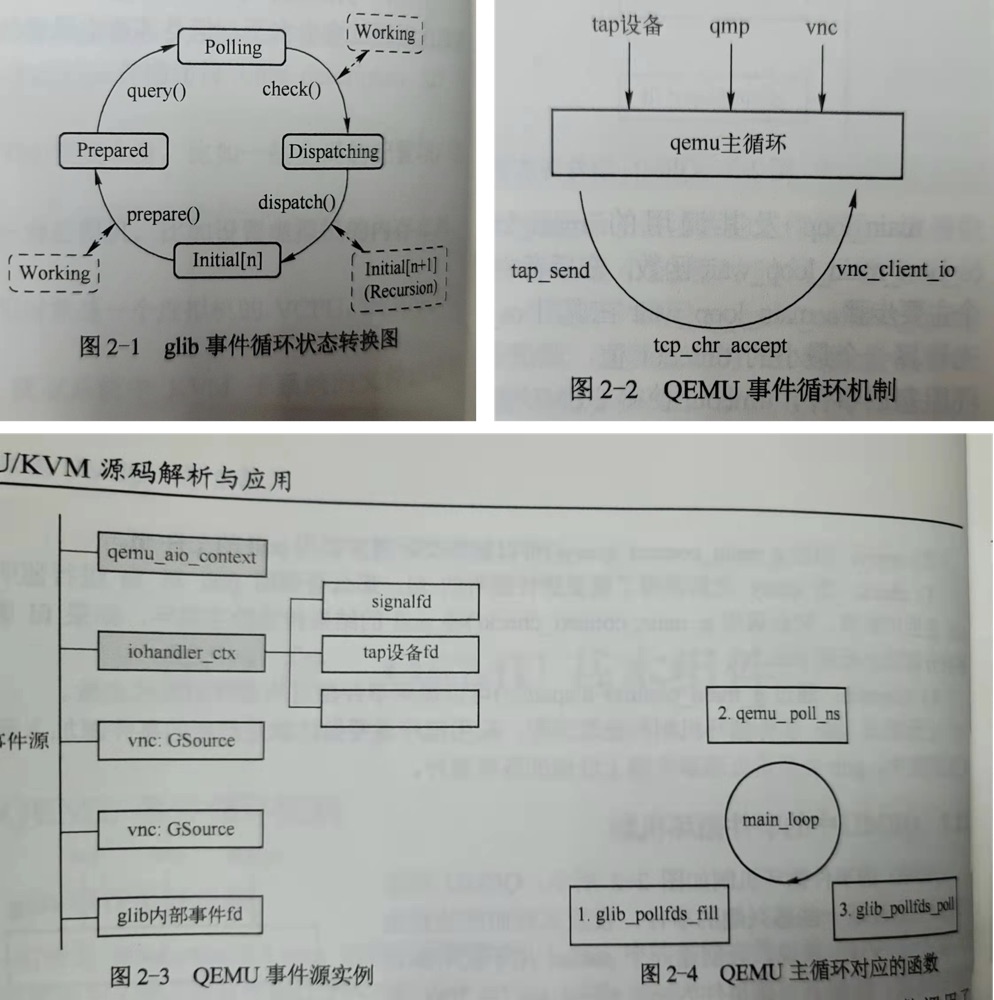 Polling
Working
query()
check()
Prepared
Dispatching
prepare()
dispatch()
Working
Initial[n]
Initial[n+1]
(Recursion)
图 2-1 glib 事件循环状态转换图
tap设备 qmp vnc
qemu主循环
tap_send
vnc_client_io
tcp_chr_accept
图 2-2 QEMU 事件循环机制
U/KVM 源码解析与应用
qemu_aio_context
signalfd
iohandler_ctx
tap设备fd
件源
vnc: GSource
vnc: GSource
glib内部事件fd
图 2-3 QEMU 事件源实例
2. qemu_poll_ns
main_loop
1. glib_pollfds_fill
3. glib_pollfds_poll
图 2-4 QEMU 主循环对应的函数